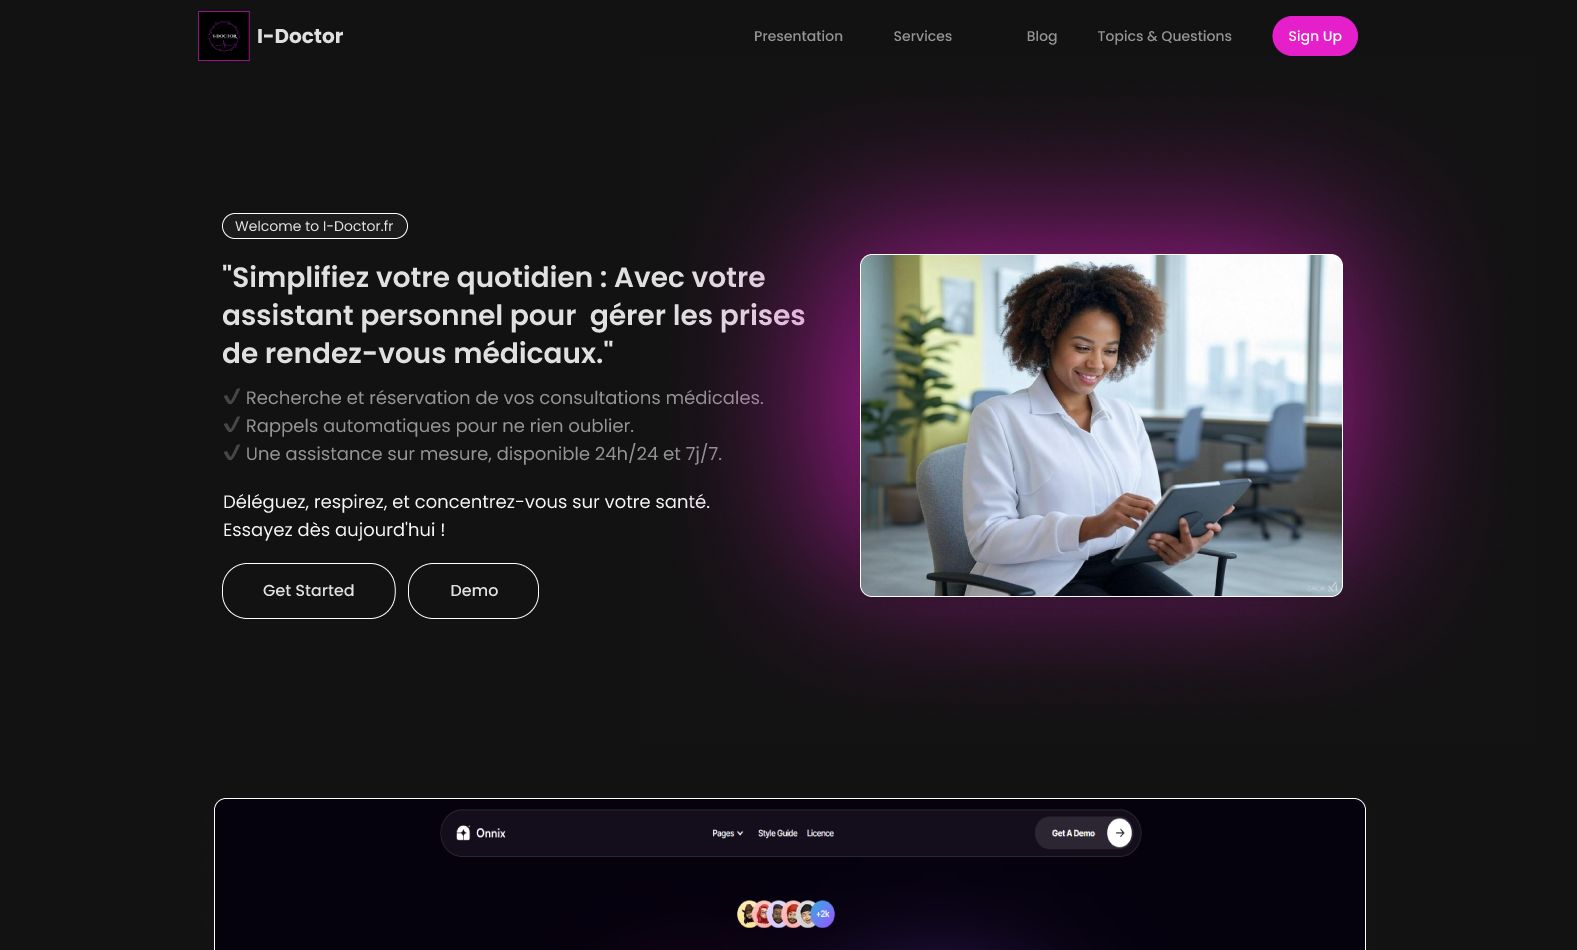 I-DOCTOR
I-Doctor
Presentation
Services
Blog
Topics & Questions
Sign Up
Welcome to I-Doctor.fr
"Simplifiez votre quotidien : Avec votre
assistant personnel pour gérer les prises
de rendez-vous médicaux."
✓ Recherche et réservation de vos consultations médicales.
✓ Rappels automatiques pour ne rien oublier.
✓ Une assistance sur mesure, disponible 24h/24 et 7j/7.
Déléguez, respirez, et concentrez-vous sur votre santé.
Essayez dès aujourd'hui !
Get Started
Demo
Onnix
Pages
Style Guide
Licence
Get A Demo
+2k